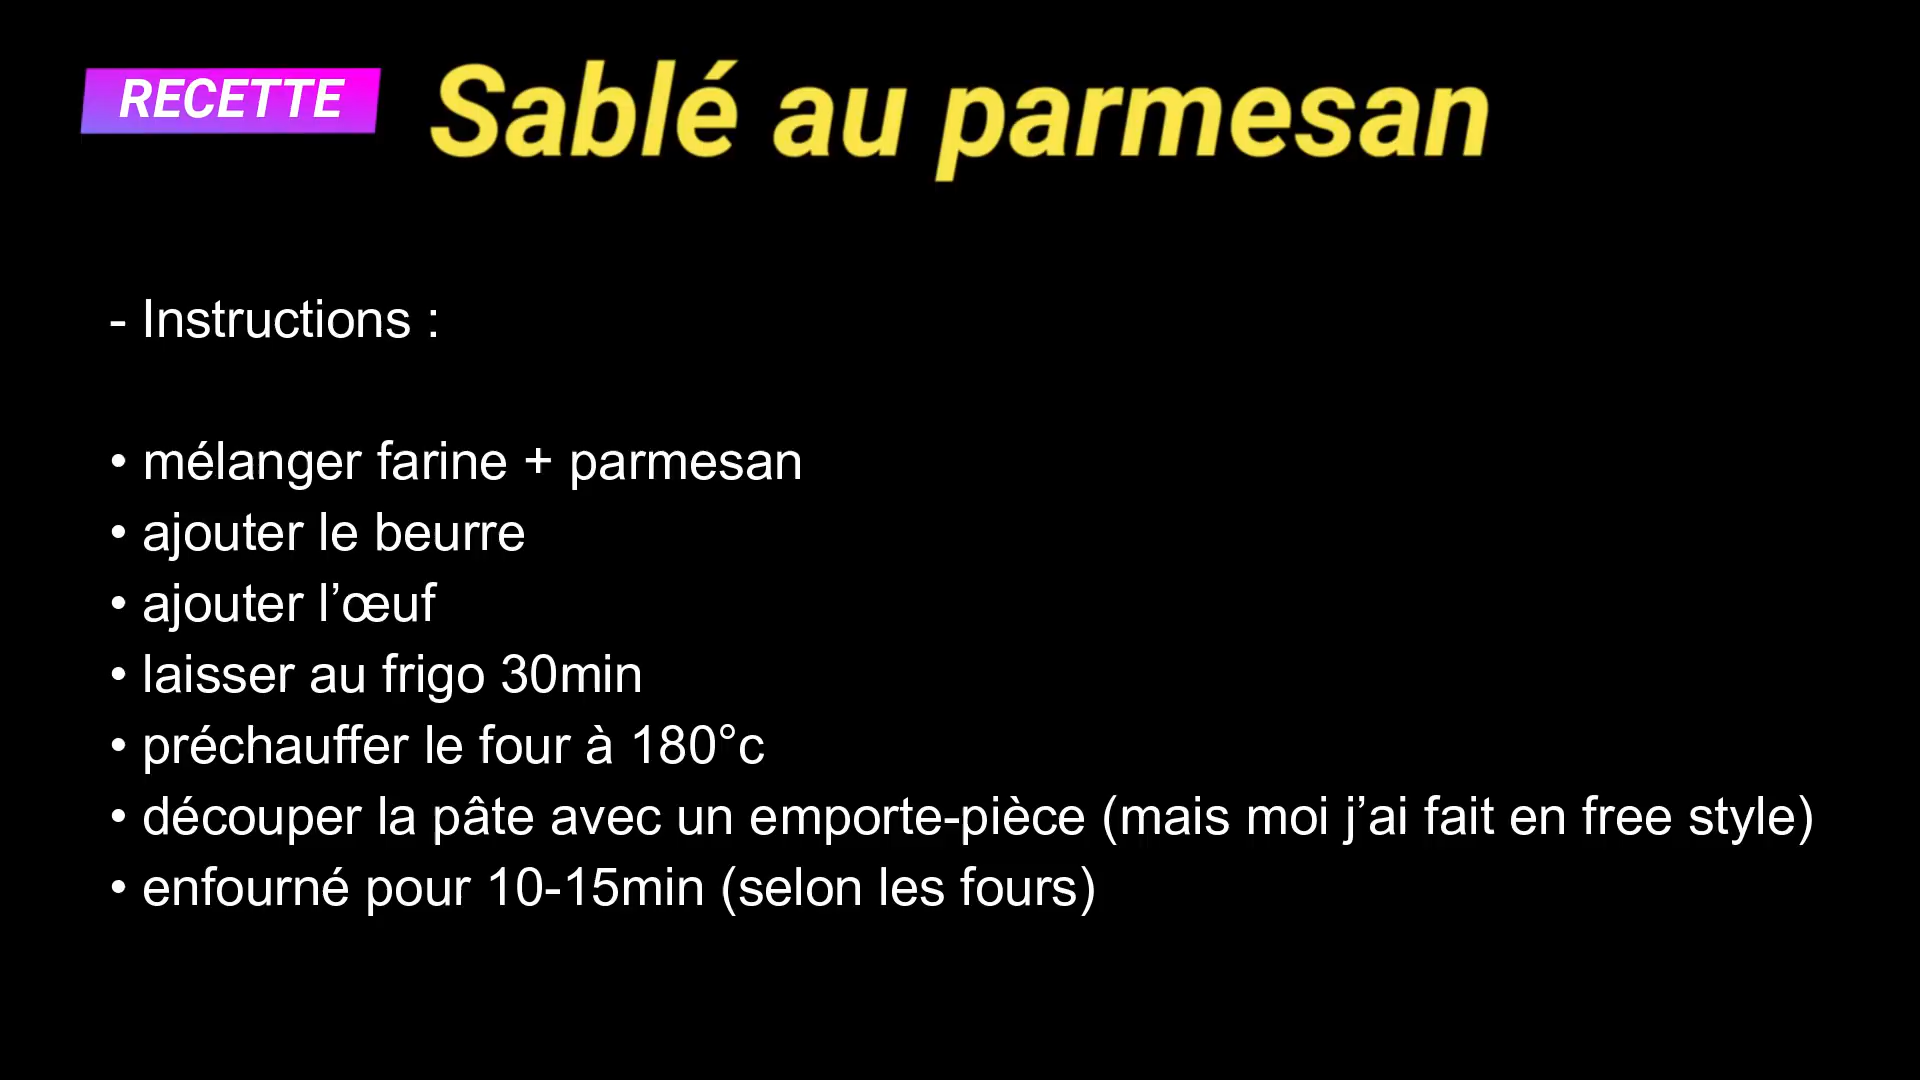 RECETTE
Sablé au parmesan
- Instructions :
• mélanger farine + parmesan
• ajouter le beurre
• ajouter l’œuf
• laisser au frigo 30min
• préchauffer le four à 180°c
• découper la pâte avec un emporte-pièce (mais moi j’ai fait en free style)
• enfourné pour 10-15min (selon les fours)